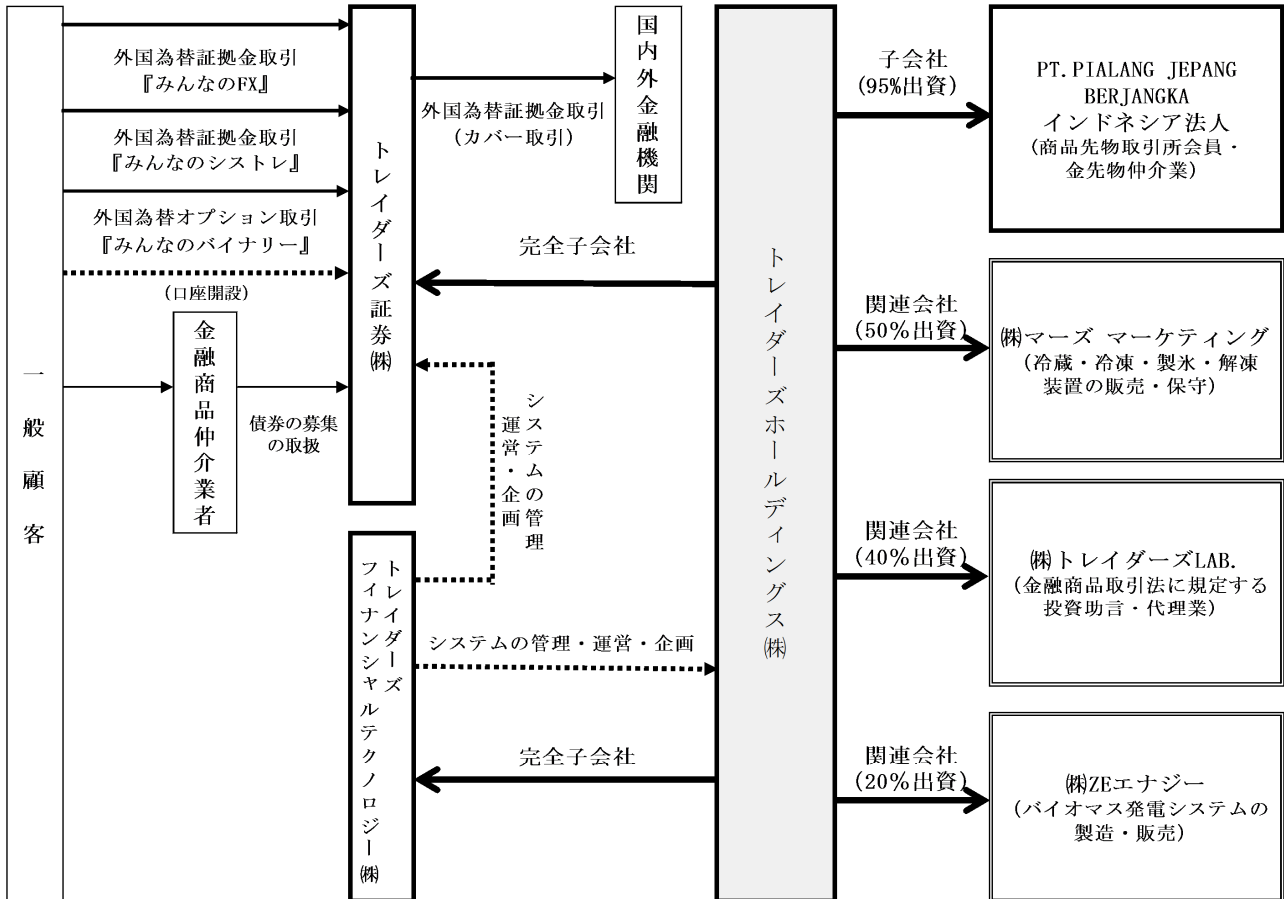 一般顧客
外国為替証拠金取引
『みんなのFX』
外国為替証拠金取引
『みんなのシストレ』
外国為替オプション取引
『みんなのバイナリー』
(口座開設)
金融商品仲介業者
債券の募集
の取扱
トレイダーズ証券㈱
外国為替証拠金取引
(カバー取引)
国内外金融機関
完全子会社
システムの管理
運営・企画
トレイダーズ
フィナンシャルテクノロジー㈱
システムの管理・運営・企画
完全子会社
トレイダーズホールディングス㈱
子会社
(95%出資)
PT.PIALANG JEPANG
BERJANGKA
インドネシア法人
(商品先物取引所会員・
金先物仲介業)
関連会社
(50%出資)
㈱マーズ マーケティング
(冷蔵・冷凍・製氷・解凍
装置の販売・保守)
関連会社
(40%出資)
㈱トレイダーズLAB.
(金融商品取引法に規定する
投資助言・代理業)
関連会社
(20%出資)
㈱ZEエナジー
(バイオマス発電システムの
製造・販売)